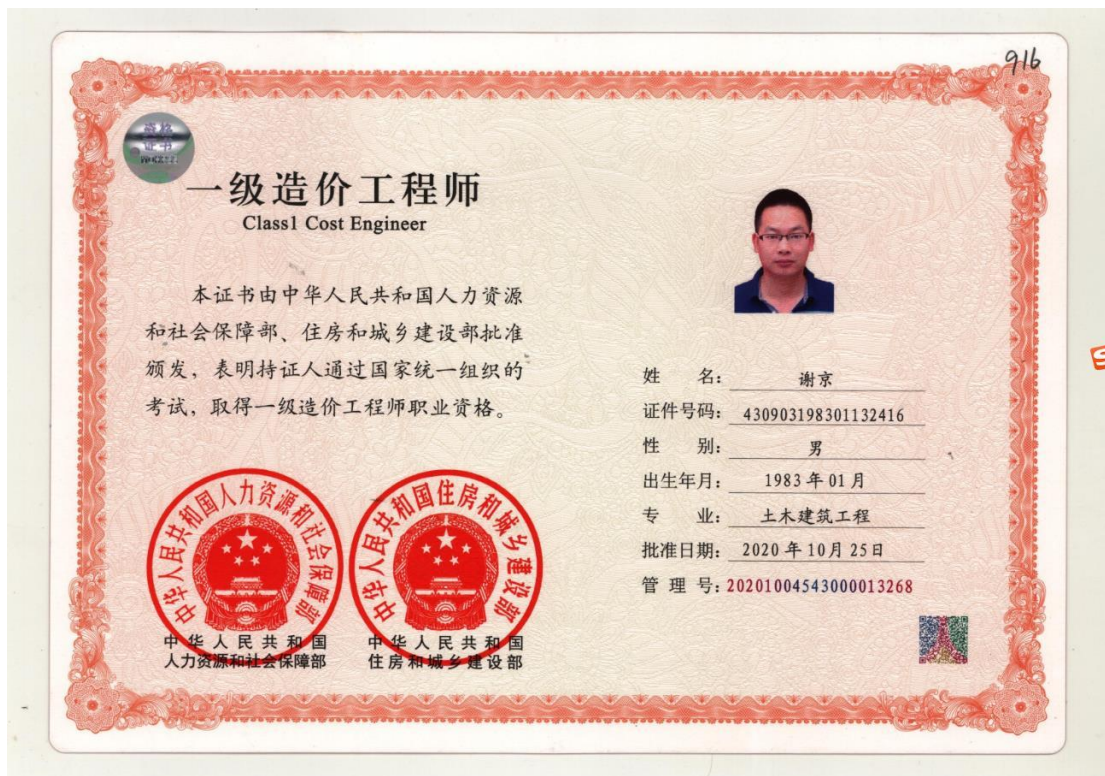 916
资格
证书
一级造价工程师
Class1 Cost Engineer
本证书由中华人民共和国人力资源
和社会保障部、住房和城乡建设部批准
颁发，表明持证人通过国家统一组织的
考试，取得一级造价工程师职业资格。
中华人民共和国人力资源和社会保障部
中华人民共和国住房和城乡建设部
中华人民共和国
人力资源和社会保障部
中华人民共和国
住房和城乡建设部
姓 名：谢京
证件号码：430903198301132416
性 别：男
出生年月：1983年01月
专 业：土木建筑工程
批准日期：2020年10月25日
管 理 号：20201004543000013268